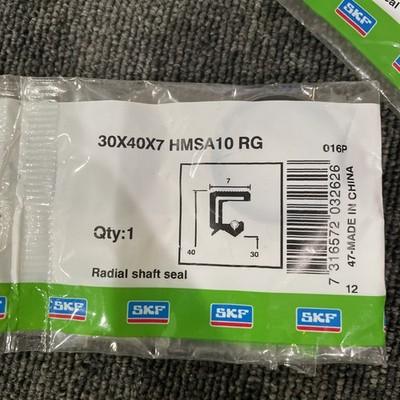 seal
SKF
30X40X7 HMSA10 RG
016P
7
Qty:1
40
30
Radial shaft seal
7 316572 032626
47-MADE IN CHINA
12
SKF SKF SKF SKF